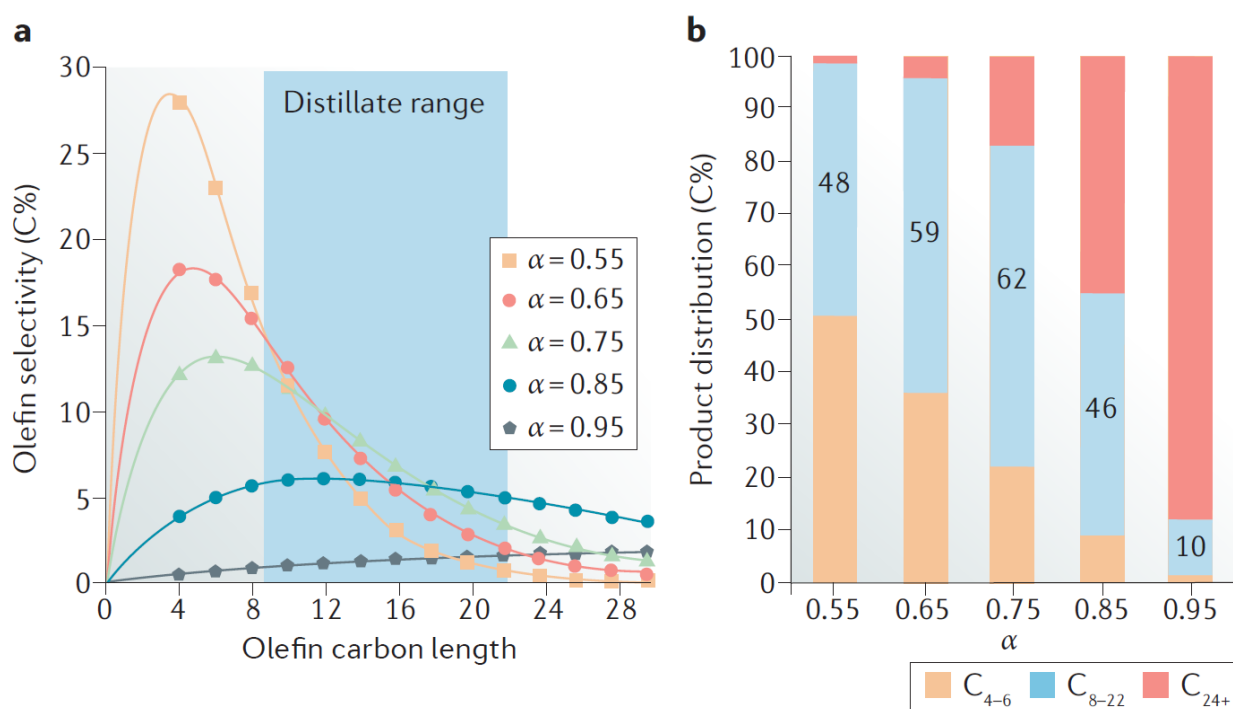 a
30
25
20
15
10
5
0
Olefin selectivity (C%)
Distillate range
α = 0.55
α = 0.65
α = 0.75
α = 0.85
α = 0.95
0 4 8 12 16 20 24 28
Olefin carbon length
b
100
90
80
70
60
50
40
30
20
10
0
Product distribution (C%)
48
59
62
46
10
0.55 0.65 0.75 0.85 0.95
α
C4–6 C8–22 C24+